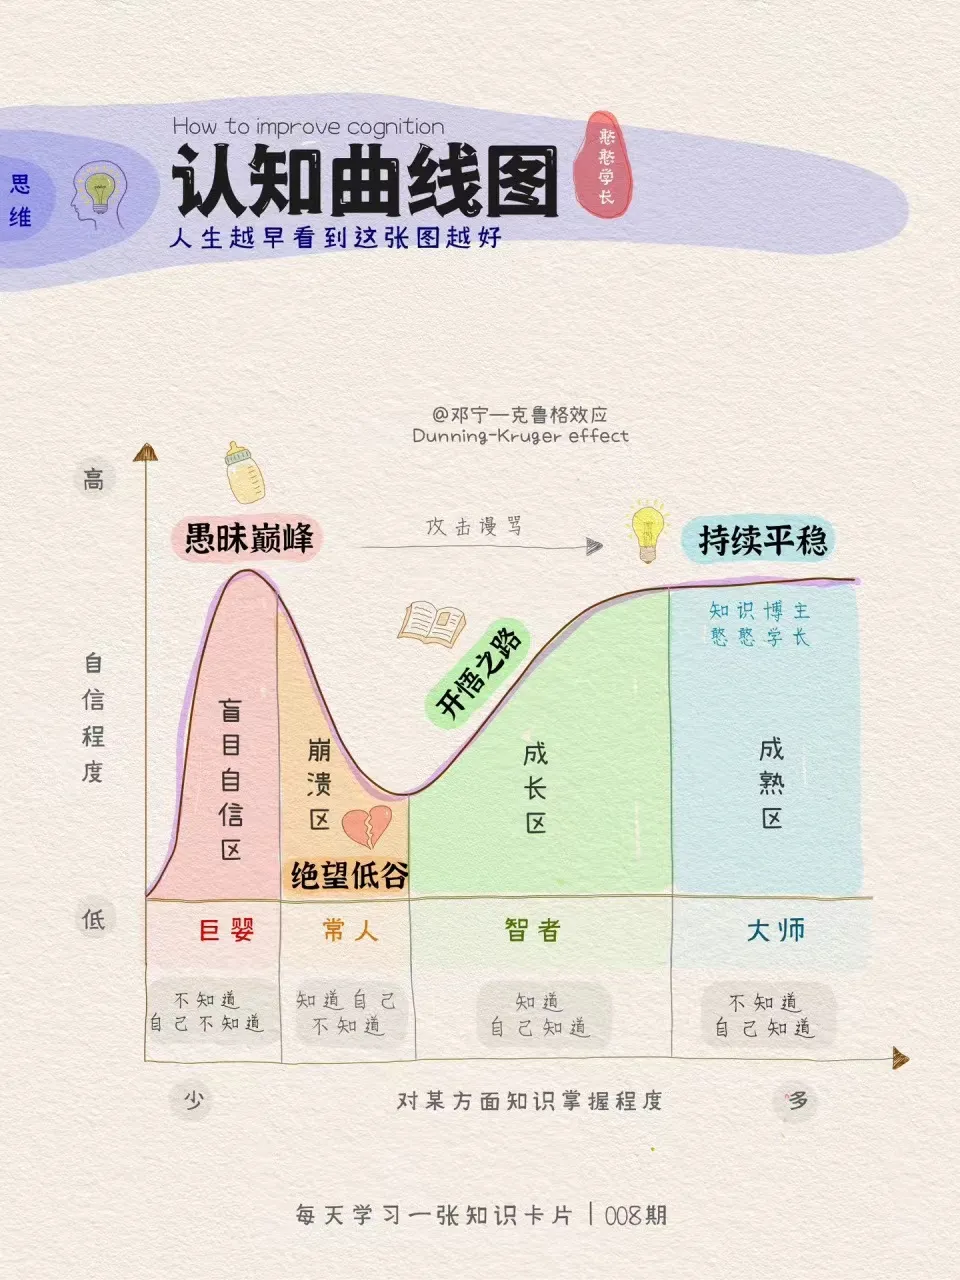 How to improve cognition
认知曲线图
憨憨学长
思维
人生越早看到这张图越好
@邓宁—克鲁格效应
Dunning-Kruger effect
高
愚昧巅峰
攻击谩骂
持续平稳
知识博主
憨憨学长
开悟之路
自信程度
盲目自信区
崩溃区
成长区
成熟区
绝望低谷
低
巨婴
常人
智者
大师
不知道
自己不知道
知道自己
不知道
知道
自己知道
不知道
自己知道
少
对某方面知识掌握程度
多
每天学习一张知识卡片|008期